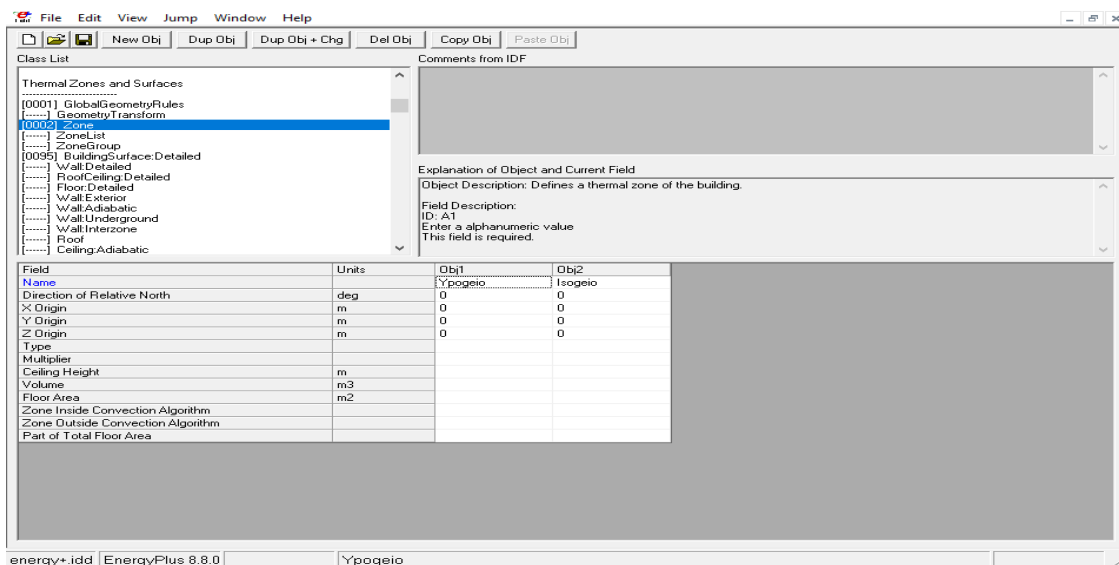 File Edit View Jump Window Help
New Obj Dup Obj Dup Obj + Chg Del Obj Copy Obj Paste Obj
Class List
Thermal Zones and Surfaces
------------------------
[0001] GlobalGeometryRules
[------] GeometryTransform
[0002] Zone
[------] ZoneList
[------] ZoneGroup
[0095] BuildingSurface:Detailed
[------] Wall:Detailed
[------] RoofCeiling:Detailed
[------] Floor:Detailed
[------] Wall:Exterior
[------] Wall:Adiabatic
[------] Wall:Underground
[------] Wall:Interzone
[------] Roof
[------] Ceiling:Adiabatic
Comments from IDF
Explanation of Object and Current Field
Object Description: Defines a thermal zone of the building.
Field Description:
ID: A1
Enter a alphanumeric value
This field is required.
Field Units Obj1 Obj2
Name Ypogeio Isogeio
Direction of Relative North deg 0 0
X Origin m 0 0
Y Origin m 0 0
Z Origin m 0 0
Type
Multiplier
Ceiling Height m
Volume m3
Floor Area m2
Zone Inside Convection Algorithm
Zone Outside Convection Algorithm
Part of Total Floor Area
energy+.idd EnergyPlus 8.8.0 Ypogeio